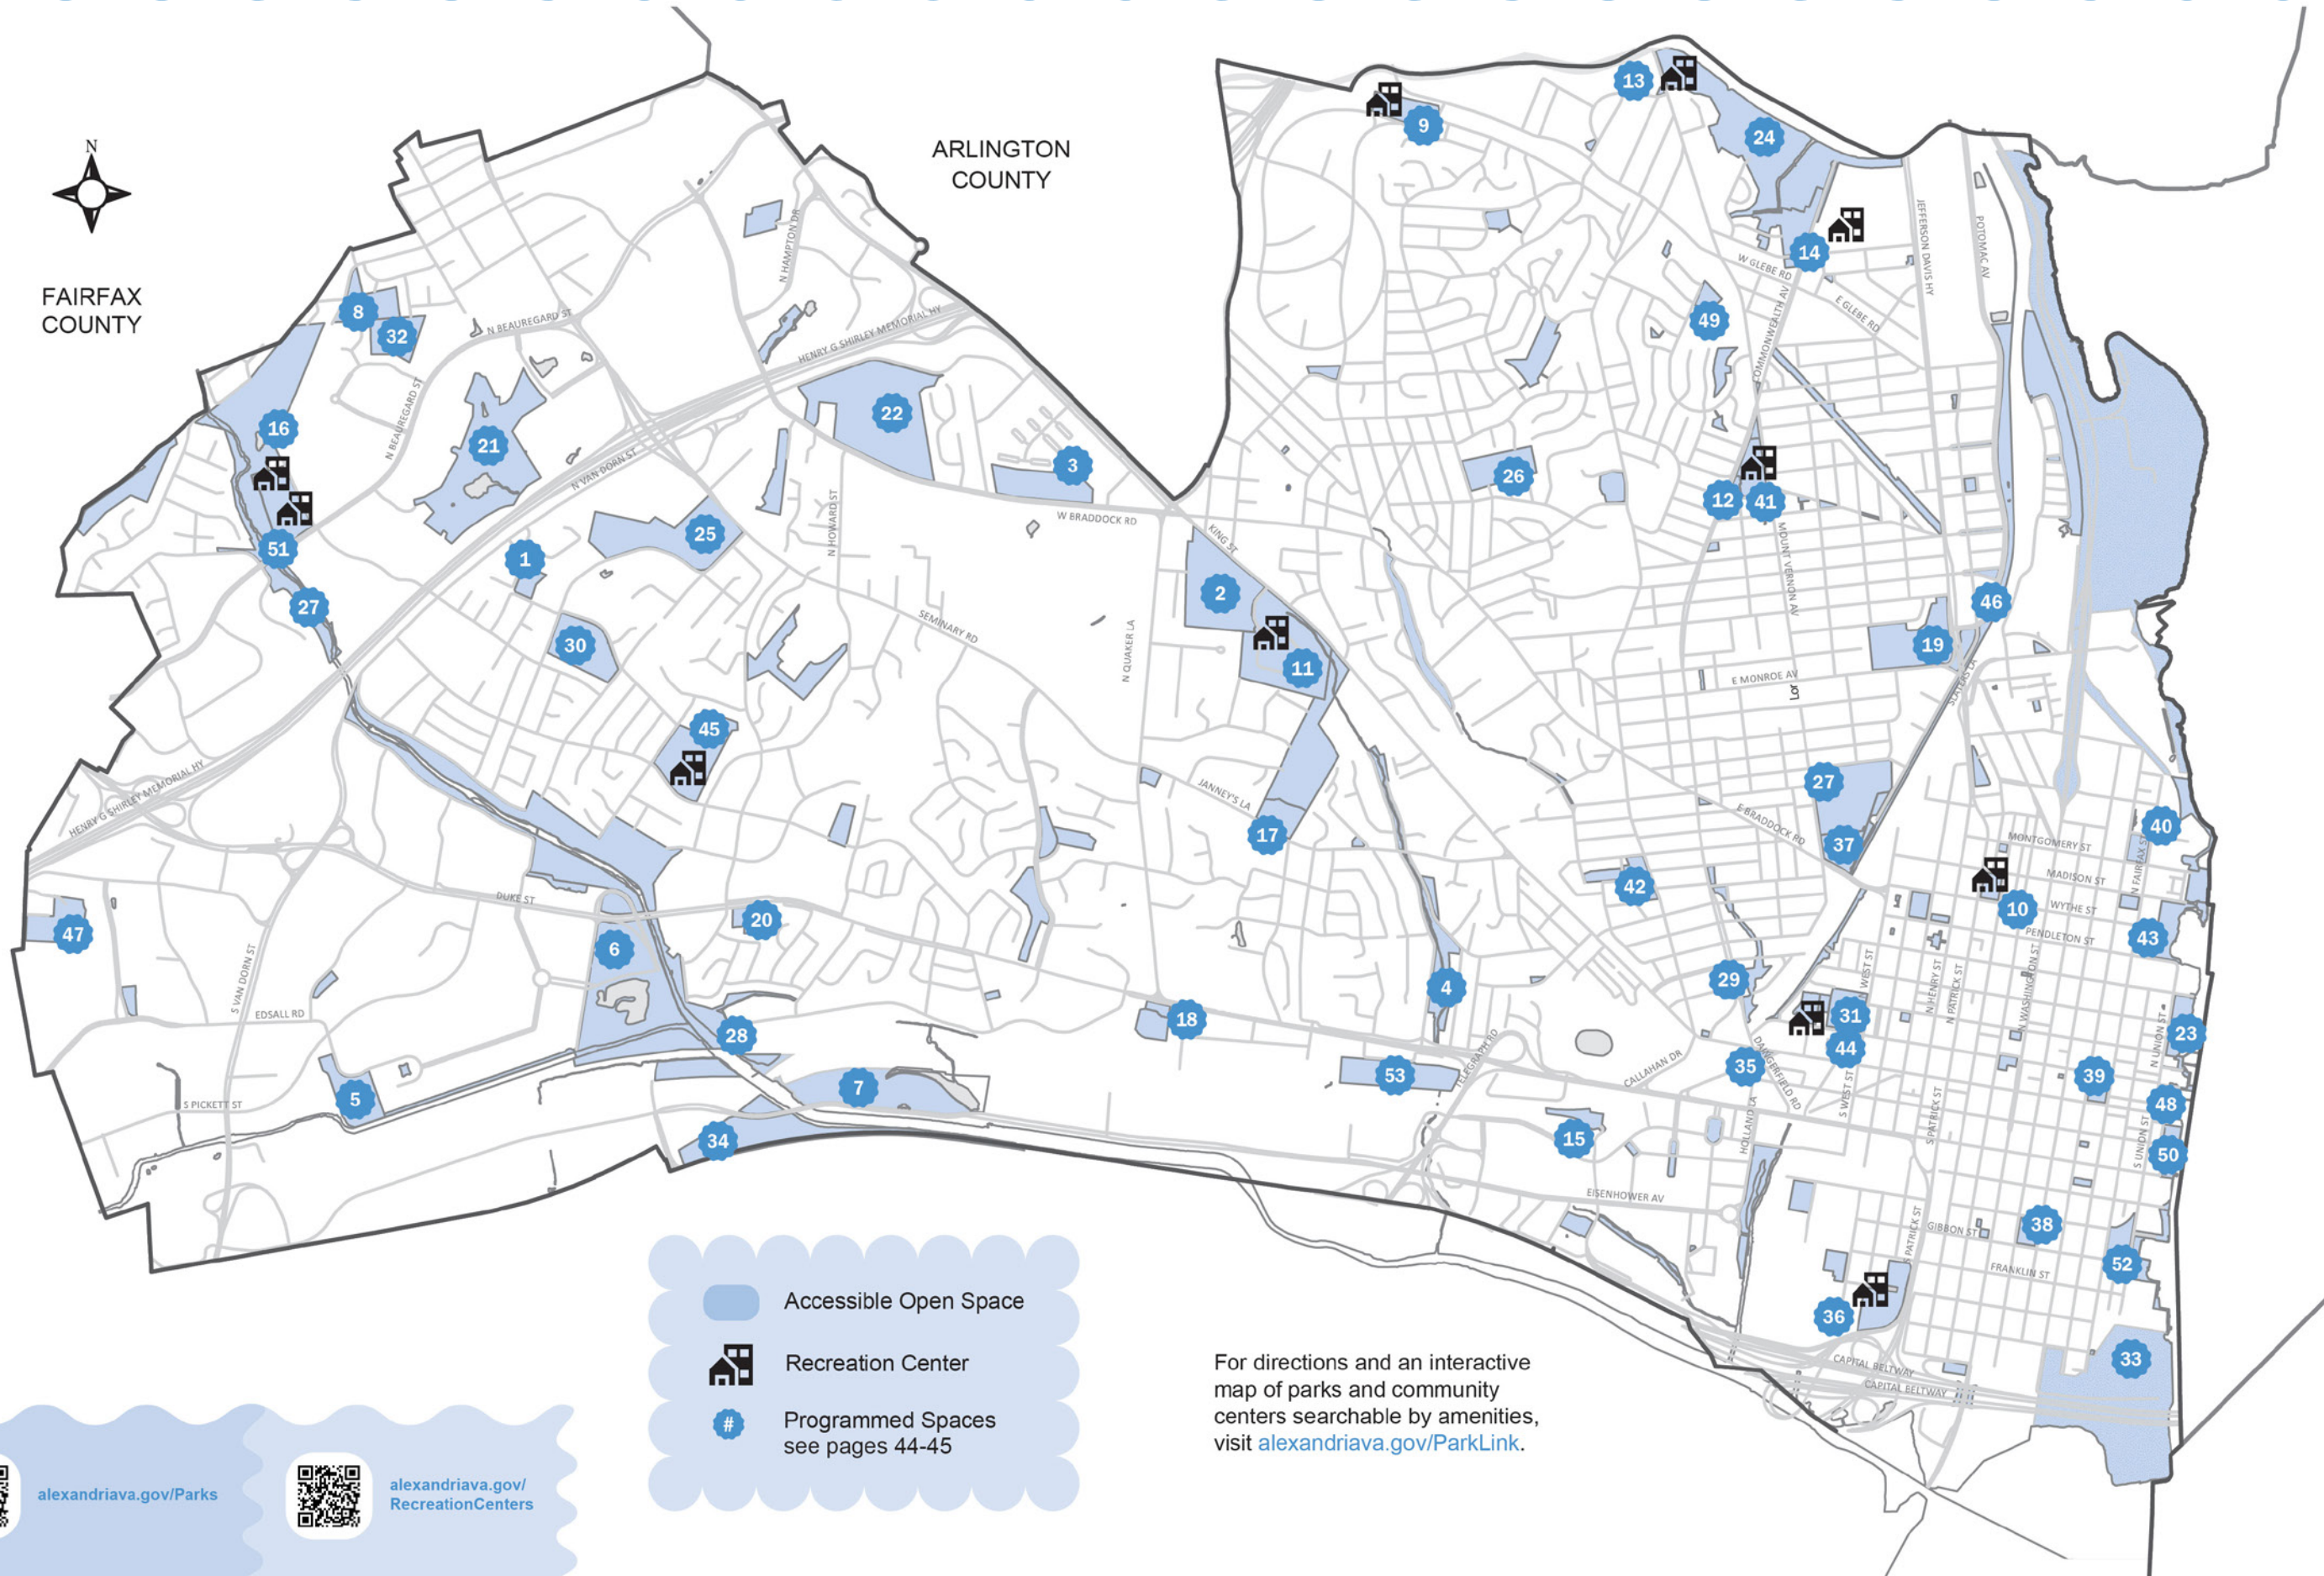 13
9
24
N
ARLINGTON
COUNTY
N HAMPTON DR
JEFFERSON DAVIS HY
POTOMAC AV
14
W GLEBE RD
FAIRFAX
COUNTY
8
32
N BEAUREGARD ST
HENRY G SHIRLEY MEMORIAL HY
49
E GLEBE RD
COMMONWEALTH AV
N BEAUREGARD ST
22
16
21
3
N VAN DORN ST
26
12
41
W BRADDOCK RD
KING ST
N HOWARD ST
25
51
1
MOUNT VERNON AV
2
27
46
30
SEMINARY RD
N QUAKER LA
19
11
E MONROE AV
Lor
SLATERS LA
45
HENRY G SHIRLEY MEMORIAL HY
JANNEY'S LA
27
17
E BRADDOCK RD
37
40
MONTGOMERY ST
N FAIRFAX ST
MADISON ST
42
DUKE ST
20
10
WYTHE ST
47
6
PENDLETON ST
43
S VAN DORN ST
29
4
WEST ST
N HENRY ST
N PATRICK ST
N WASHINGTON ST
EDSALL RD
18
31
28
44
N UNION ST
23
TELEGRAPH RD
CALLAHAN DR
35
DAINGERFIELD RD
53
39
5
7
S PICKETT ST
S WEST ST
S PATRICK ST
48
34
15
HOLLAND LA
S UNION ST
50
EISENHOWER AV
38
S PATRICK ST
GIBBON ST
52
FRANKLIN ST
36
33
CAPITAL BELTWAY
CAPITAL BELTWAY
Accessible Open Space
Recreation Center
#
Programmed Spaces
see pages 44-45
For directions and an interactive
map of parks and community
centers searchable by amenities,
visit alexandriava.gov/ParkLink.
alexandriava.gov/Parks
alexandriava.gov/
RecreationCenters